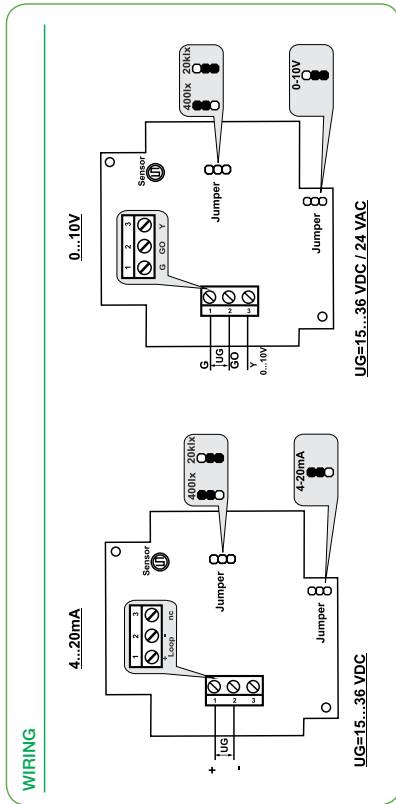 WIRING
4...20mA
1 2 3
+ Loop - nc
Sensor
400lx 20klx
Jumper
+
UG
-
1
2
3
4-20mA
Jumper
UG=15...36 VDC
0...10V
1 2 3
G GO Y
Sensor
400lx 20klx
Jumper
G
UG
GO
Y
0...10V
1
2
3
0-10V
Jumper
UG=15...36 VDC / 24 VAC